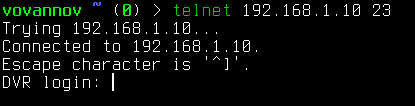 vovannov ~ (0) > telnet 192.168.1.10 23
Trying 192.168.1.10...
Connected to 192.168.1.10.
Escape character is '^]'.
DVR login: